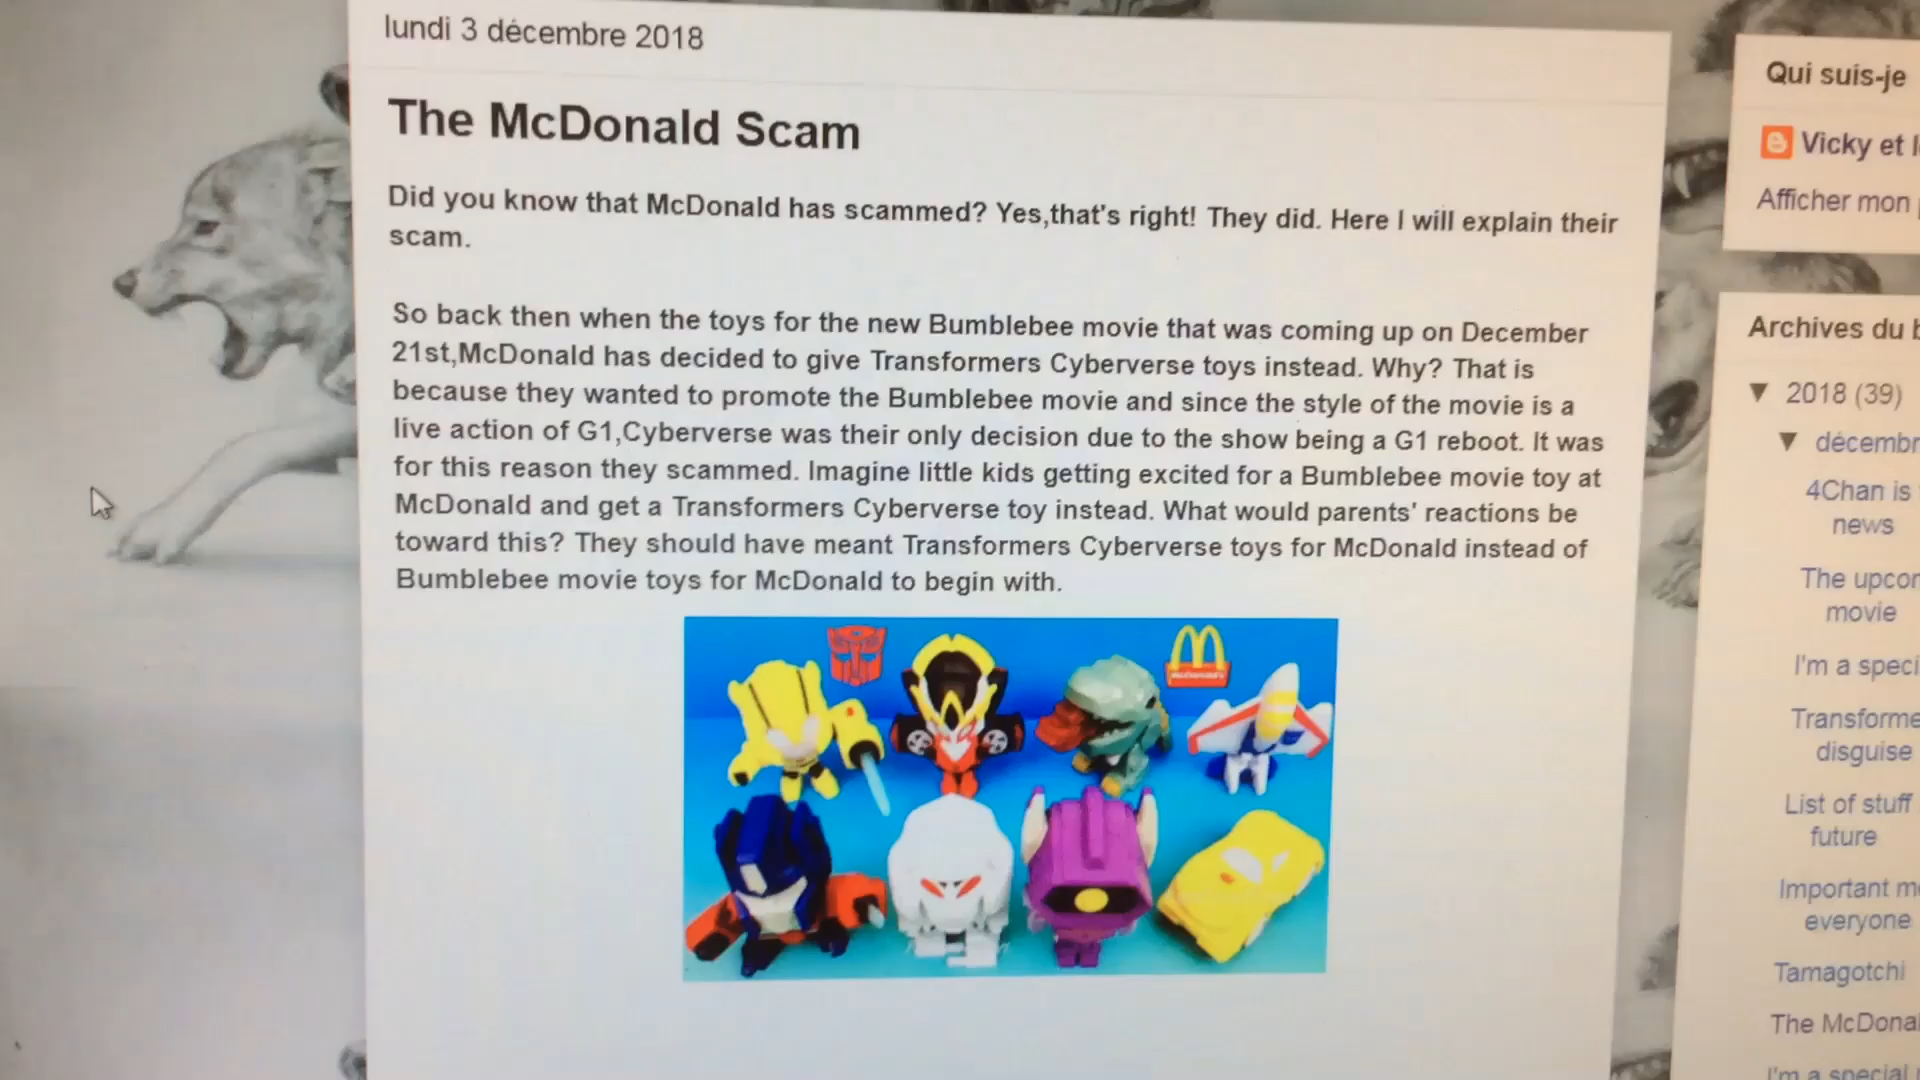 lundi 3 décembre 2018
The McDonald Scam
Did you know that McDonald has scammed? Yes,that's right! They did. Here I will explain their
scam.
So back then when the toys for the new Bumblebee movie that was coming up on December
21st,McDonald has decided to give Transformers Cyberverse toys instead. Why? That is
because they wanted to promote the Bumblebee movie and since the style of the movie is a
live action of G1,Cyberverse was their only decision due to the show being a G1 reboot. It was
for this reason they scammed. Imagine little kids getting excited for a Bumblebee movie toy at
McDonald and get a Transformers Cyberverse toy instead. What would parents' reactions be
toward this? They should have meant Transformers Cyberverse toys for McDonald instead of
Bumblebee movie toys for McDonald to begin with.
McDonald's
Qui suis-je
Vicky et
Afficher mon
Archives du
▼ 2018 (39)
▼ décembr
4Chan is
news
The upcom
movie
I'm a speci
Transforme
disguise
List of stuff
future
Important m
everyone
Tamagotchi
The McDonal
I'm a special